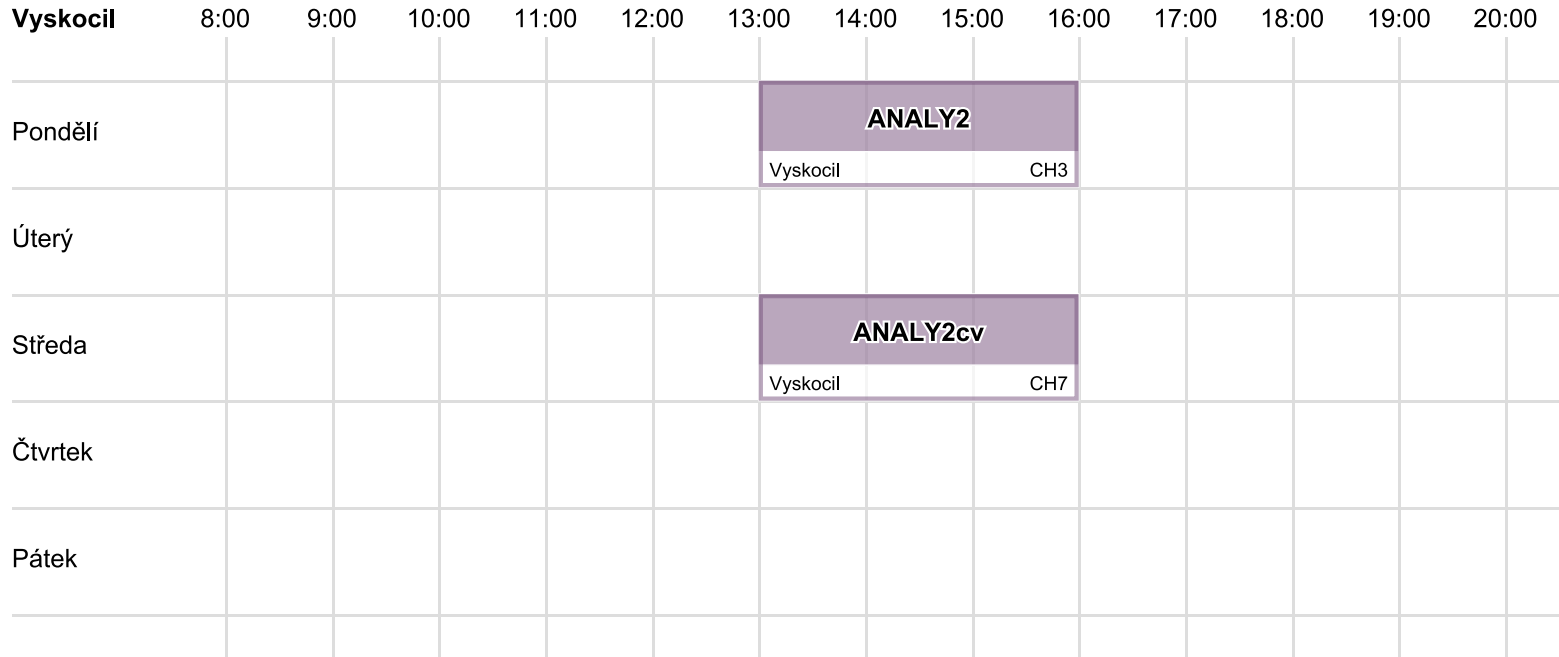 Vyskocil 8:00 9:00 10:00 11:00 12:00 13:00 14:00 15:00 16:00 17:00 18:00 19:00 20:00
Pondělí
ANALY2
Vyskocil CH3
Úterý
Středa
ANALY2cv
Vyskocil CH7
Čtvrtek
Pátek